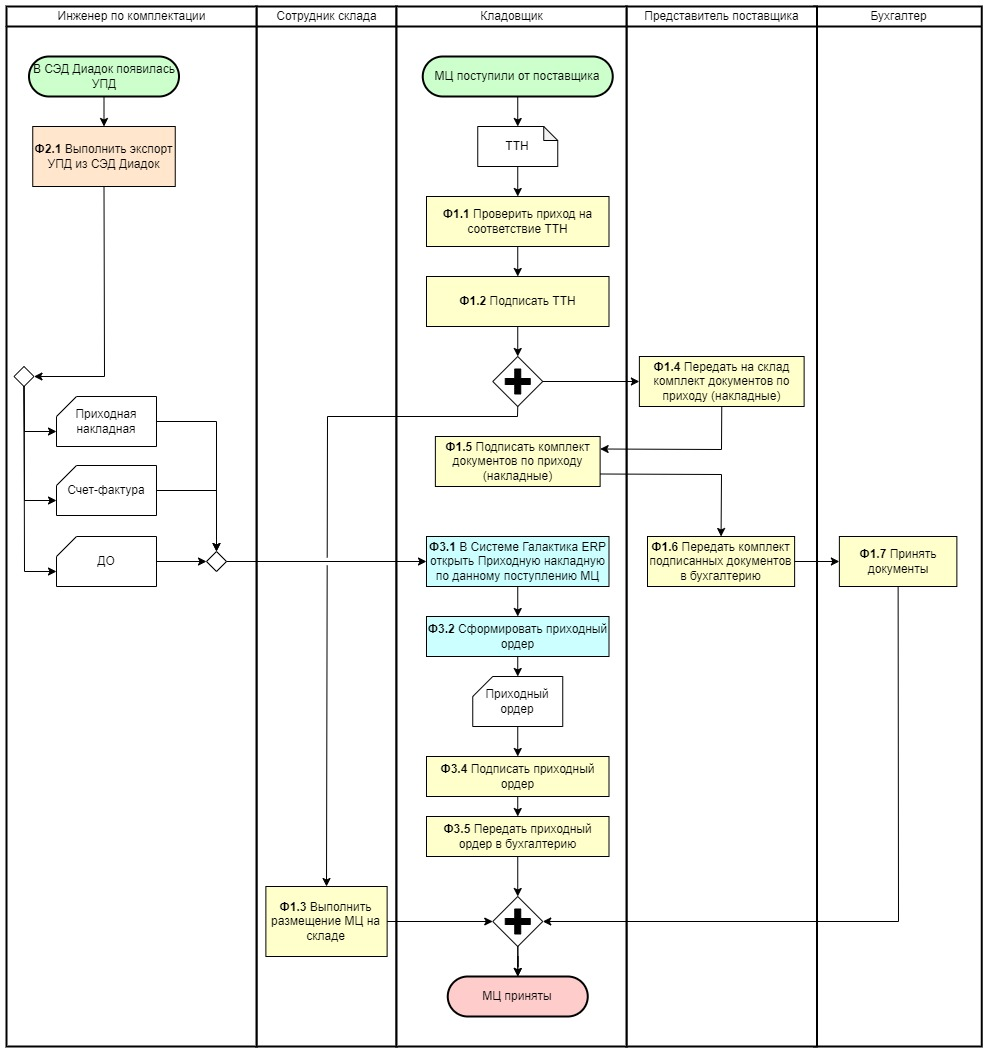 Инженер по комплектации
Сотрудник склада
Кладовщик
Представитель поставщика
Бухгалтер
В СЭД Диадок появилась
УПД
МЦ поступили от поставщика
Ф2.1 Выполнить экспорт
УПД из СЭД Диадок
ТТН
Ф1.1 Проверить приход на
соответствие ТТН
Ф1.2 Подписать ТТН
Ф1.4 Передать на склад
комплект документов по
приходу (накладные)
Приходная
накладная
Ф1.5 Подписать комплект
документов по приходу
(накладные)
Счет-фактура
ДО
Ф3.1 В Системе Галактика ERP
открыть Приходную накладную
по данному поступлению МЦ
Ф1.6 Передать комплект
подписанных документов
в бухгалтерию
Ф1.7 Принять
документы
Ф3.2 Сформировать приходный
ордер
Приходный
ордер
Ф3.4 Подписать приходный
ордер
Ф3.5 Передать приходный
ордер в бухгалтерию
Ф1.3 Выполнить
размещение МЦ на
складе
МЦ приняты